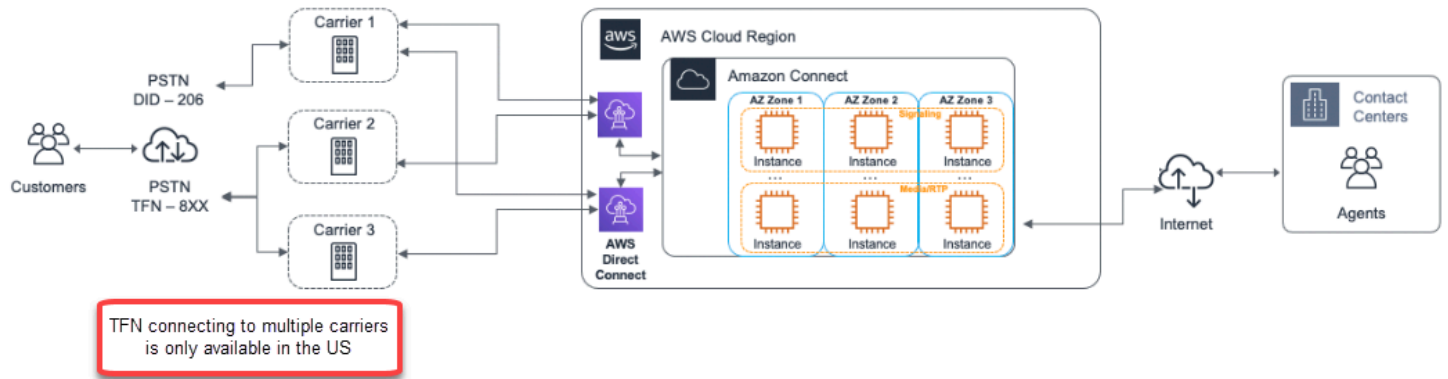 Carrier 1
PSTN
DID – 206
Carrier 2
Customers
PSTN
TFN – 8XX
Carrier 3
TFN connecting to multiple carriers
is only available in the US
aws
AWS Cloud Region
Amazon Connect
AZ Zone 1
AZ Zone 2
AZ Zone 3
Signaling
Instance
Instance
Instance
...
...
...
Media/RTP
Instance
Instance
Instance
AWS
Direct
Connect
Internet
Contact
Centers
Agents